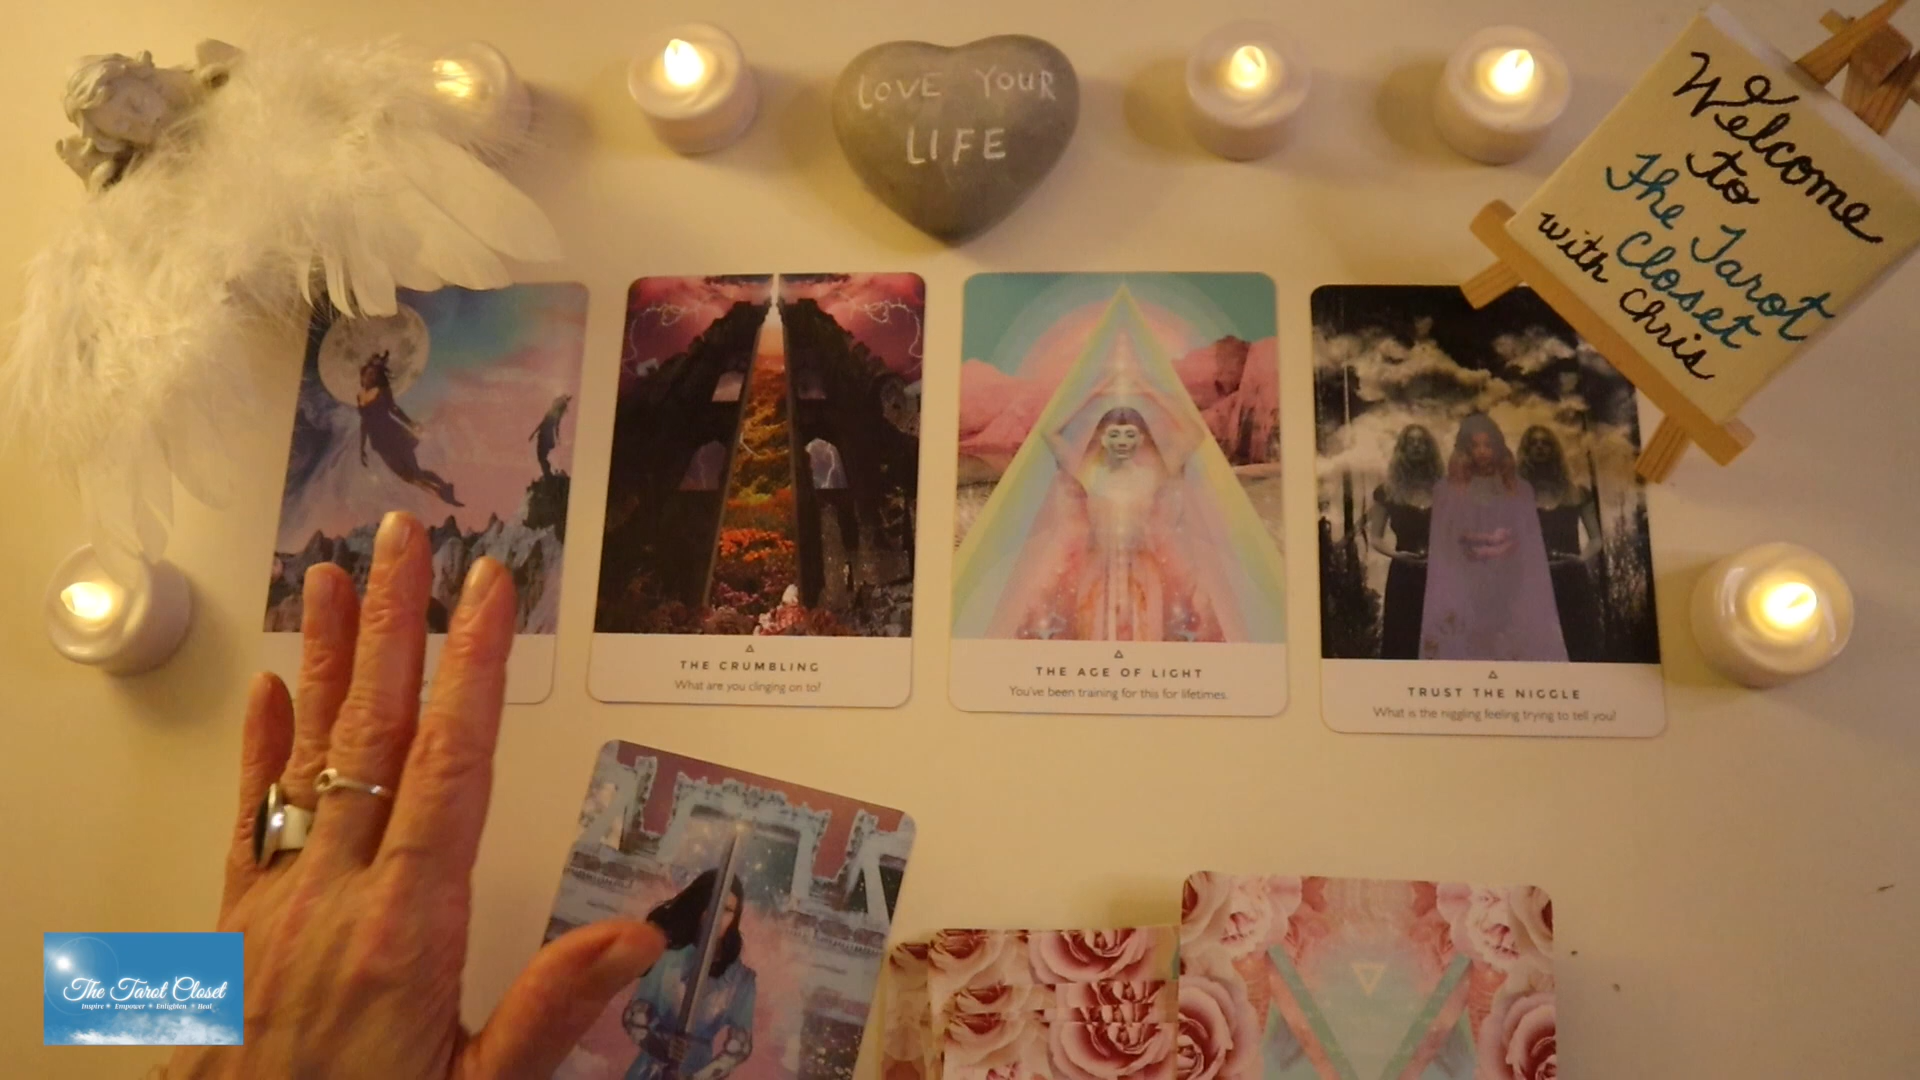 LOVE YOUR
LIFE
Welcome
to
The Tarot
Closet
with Chris
THE CRUMBLING
What are you clinging on to?
THE AGE OF LIGHT
You've been training for this for lifetimes.
TRUST THE NIGGLE
What is the niggling feeling trying to tell you?
The Tarot Closet
Inspire * Empower * Enlighten * Heal